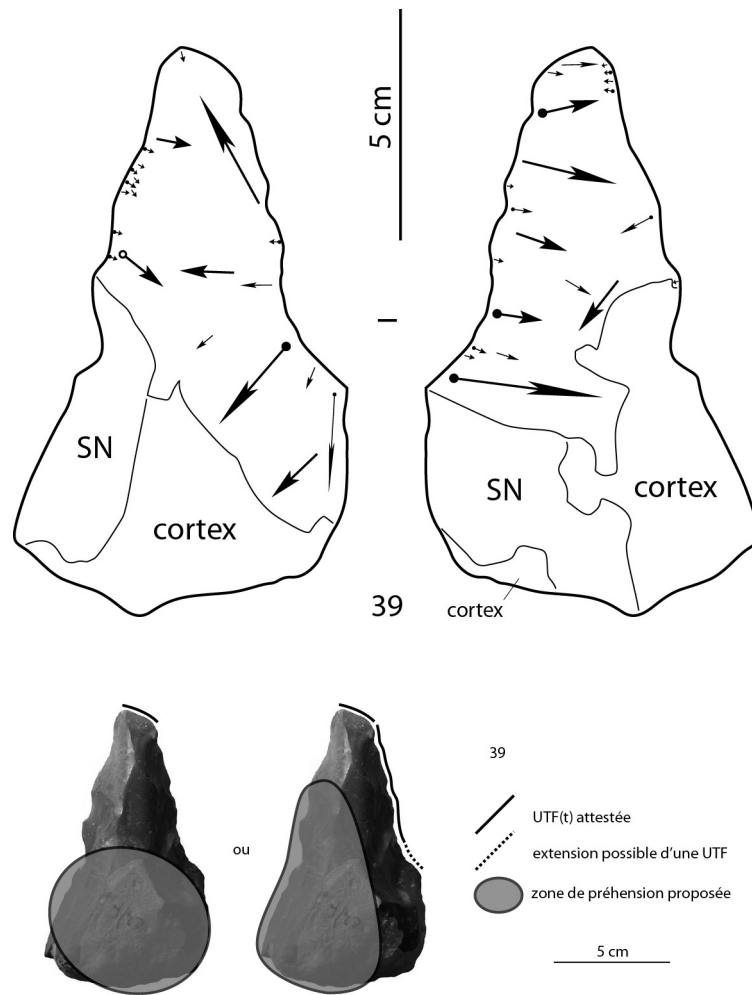 5 cm
SN
cortex
SN
cortex
cortex
39
39
ou
UTF(t) attestée
extension possible d'une UTF
zone de préhension proposée
5 cm